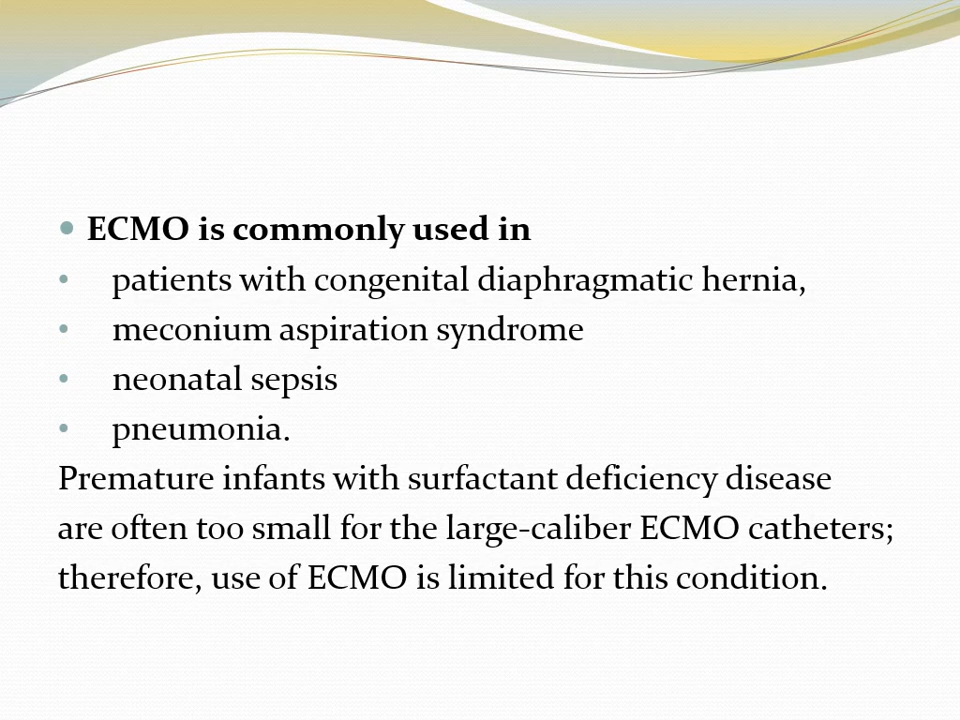 • ECMO is commonly used in
• patients with congenital diaphragmatic hernia,
• meconium aspiration syndrome
• neonatal sepsis
• pneumonia.
Premature infants with surfactant deficiency disease
are often too small for the large-caliber ECMO catheters;
therefore, use of ECMO is limited for this condition.